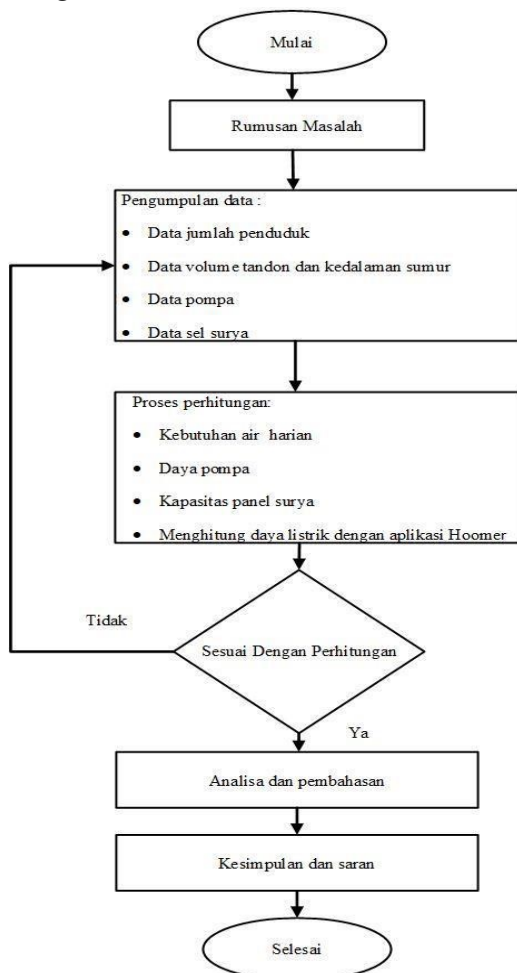 Mulai
Rumusan Masalah
Pengumpulan data :
• Data jumlah penduduk
• Data volume tandon dan kedalaman sumur
• Data pompa
• Data sel surya
Proses perhitungan:
• Kebutuhan air harian
• Daya pompa
• Kapasitas panel surya
• Menghitung daya listrik dengan aplikasi Hoomer
Tidak
Sesuai Dengan Perhitungan
Ya
Analisa dan pembahasan
Kesimpulan dan saran
Selesai